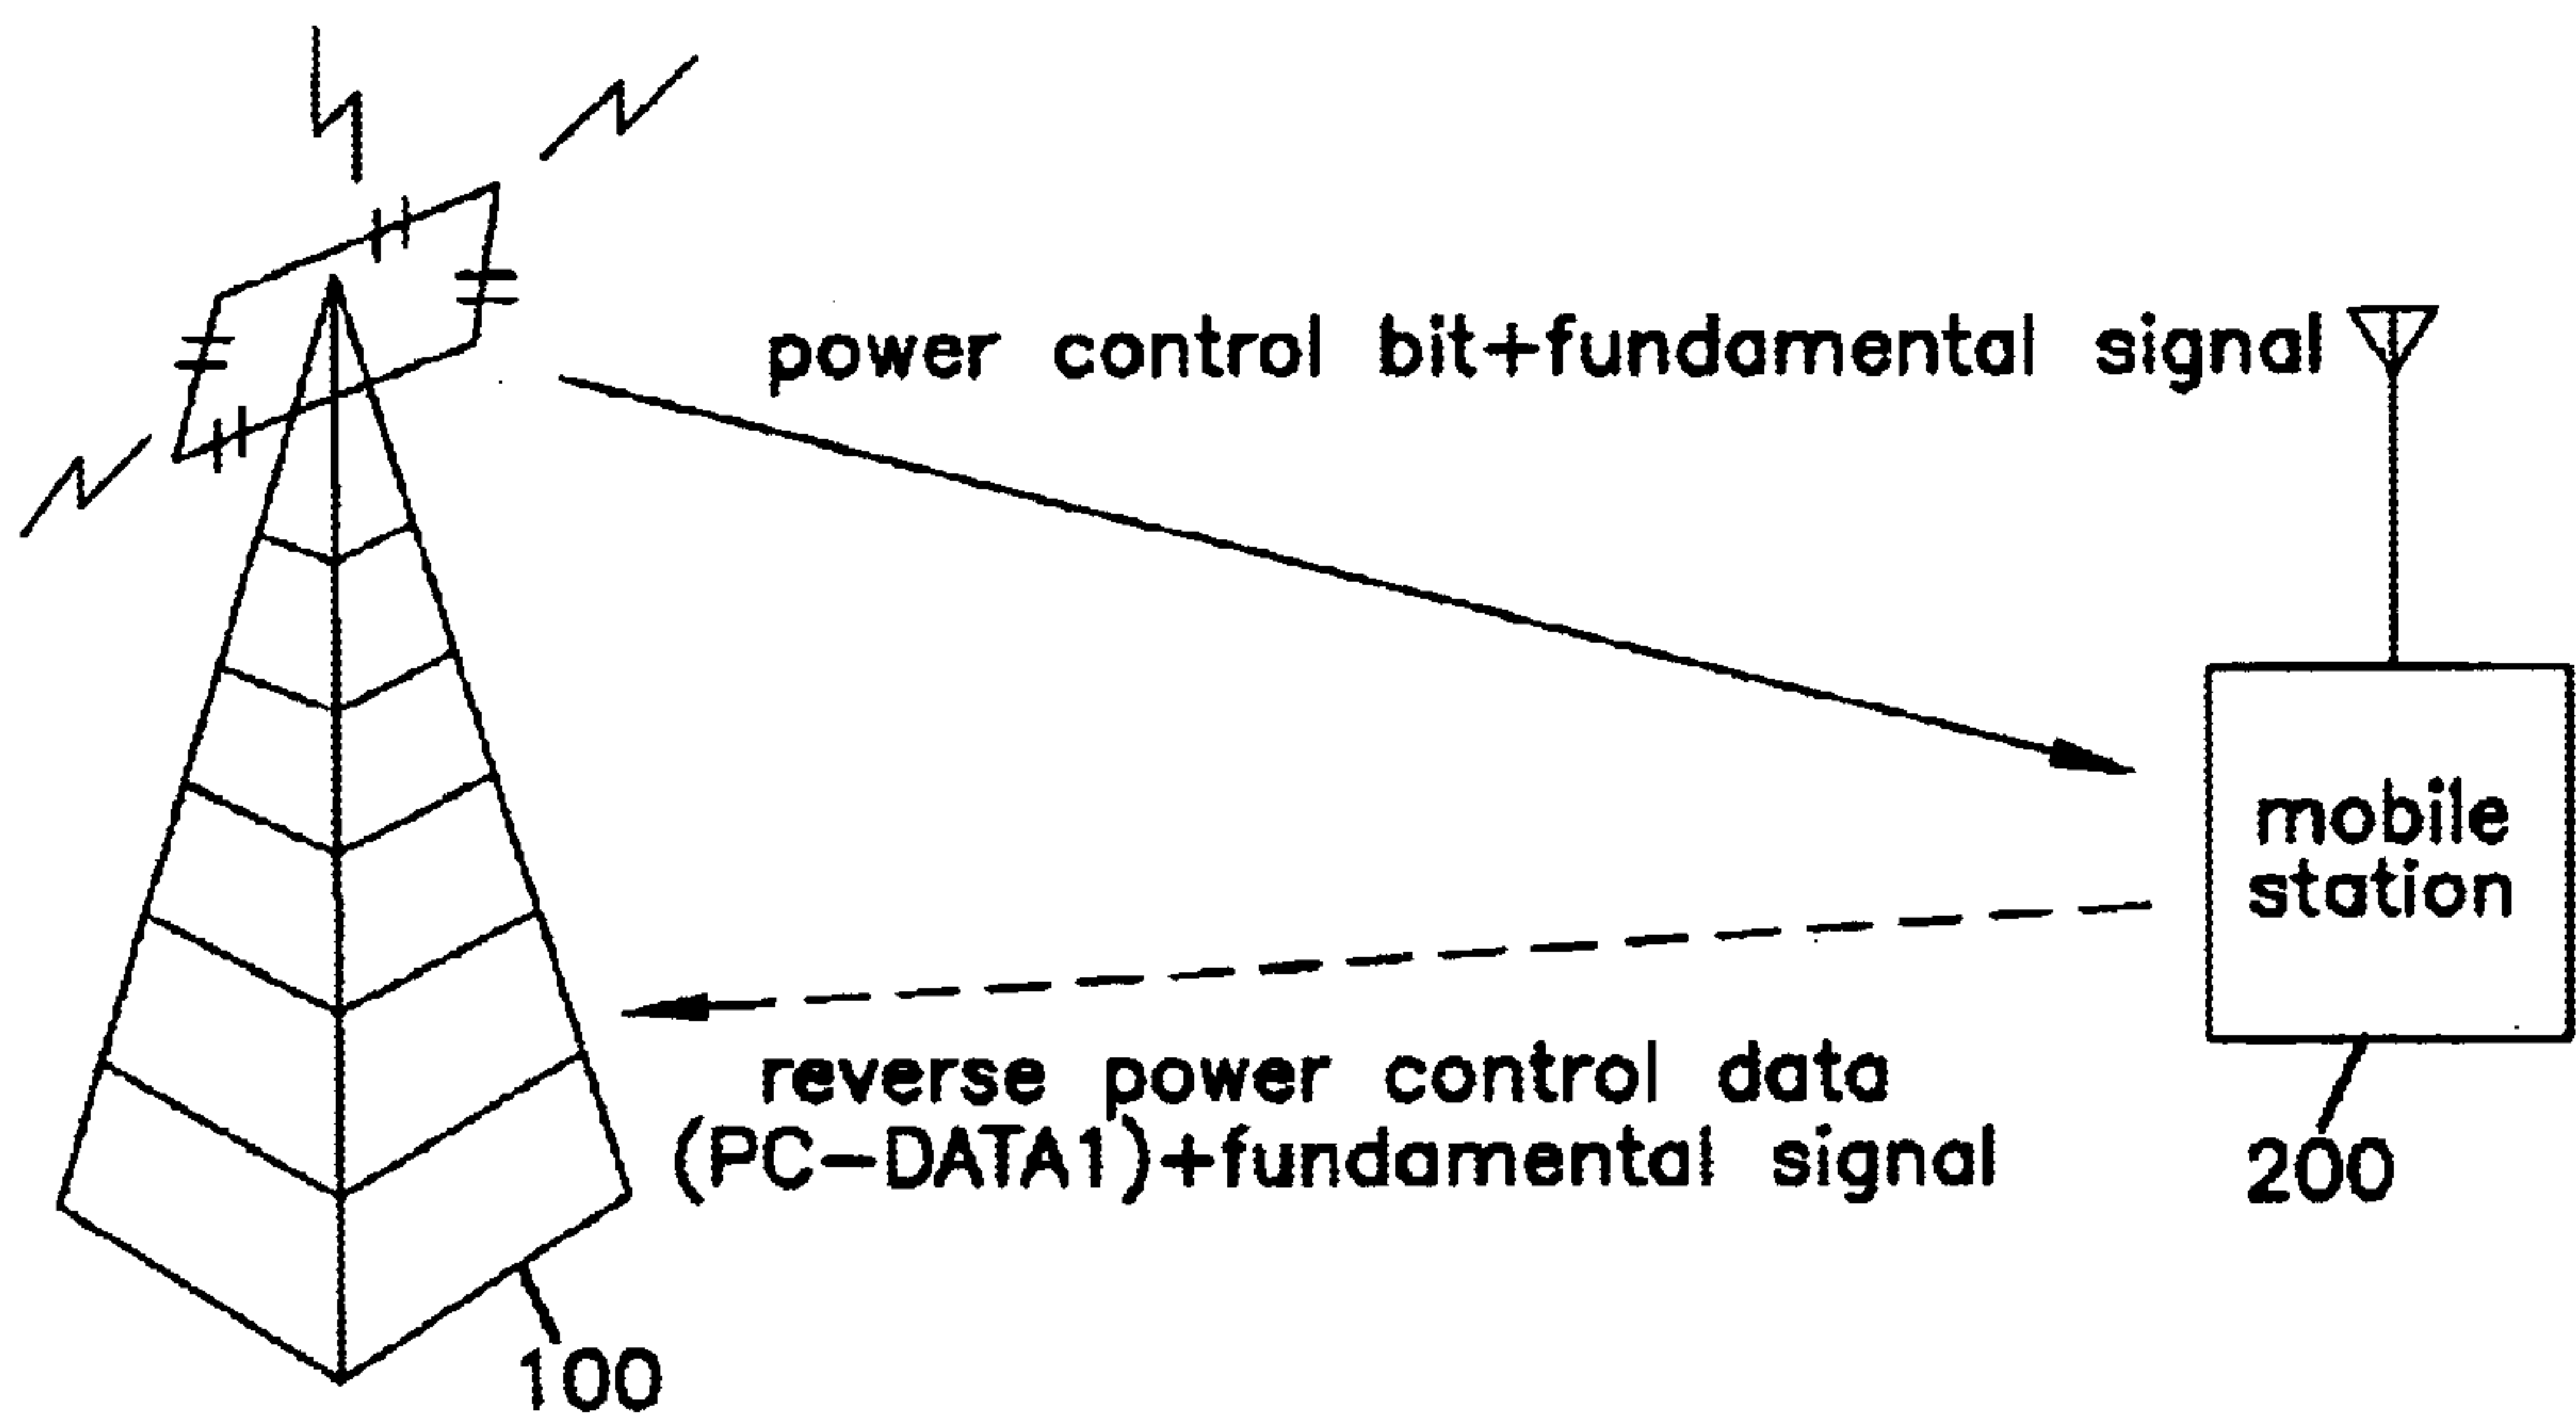 power control bit+fundamental signal
mobile
station
reverse power control data
(PC-DATA1)+fundamental signal
200
100